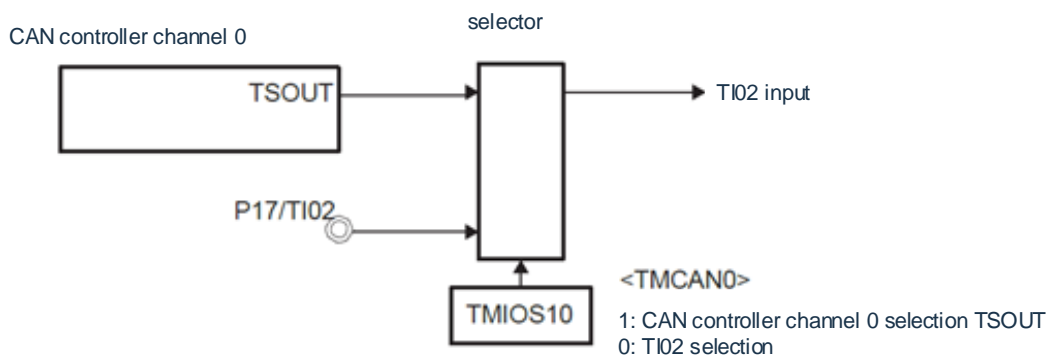 selector
CAN controller channel 0
TSOUT
TI02 input
P17/TI02
<TMCAN0>
TMIOS10
1: CAN controller channel 0 selection TSOUT
0: TI02 selection